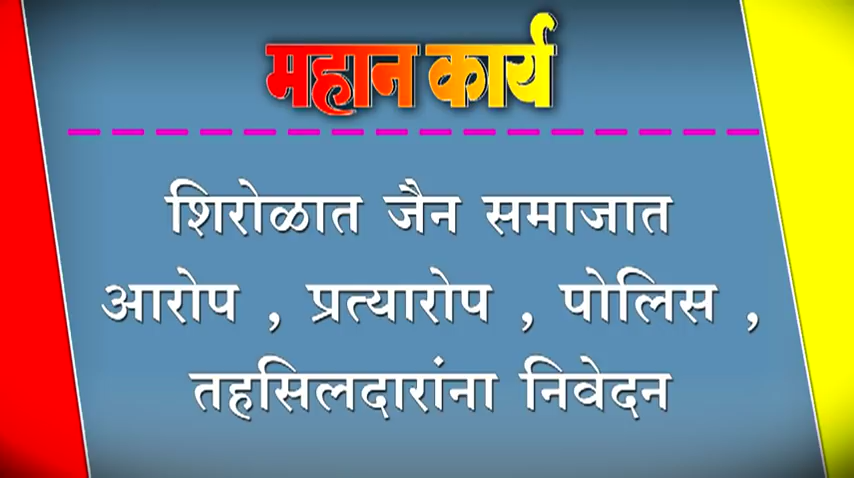 महान कार्य
शिरोळात जैन समाजात
आरोप , प्रत्यारोप , पोलिस ,
तहसिलदारांना निवेदन